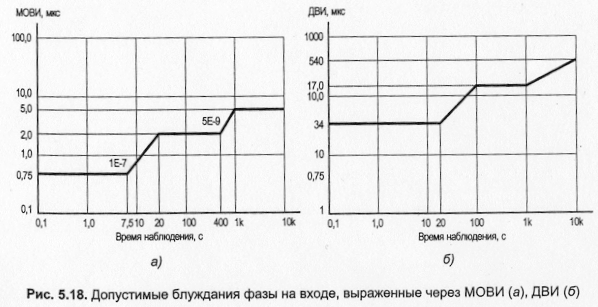 МОВИ, мкс
100,0
10,0
5,0
2,0
1,0
0,75
0,1
1E-7
5E-9
0,1
1,0
7,5
10
20
100
400
1k
10k
Время наблюдения, с
а)
ДВИ, мкс
1000
540
17,0
10,0
34
10
0,75
1
0,1
1,0
10
20
100
1k
10k
Время наблюдения, с
б)
Рис. 5.18. Допустимые блуждания фазы на входе, выраженные через МОВИ (а), ДВИ (б)